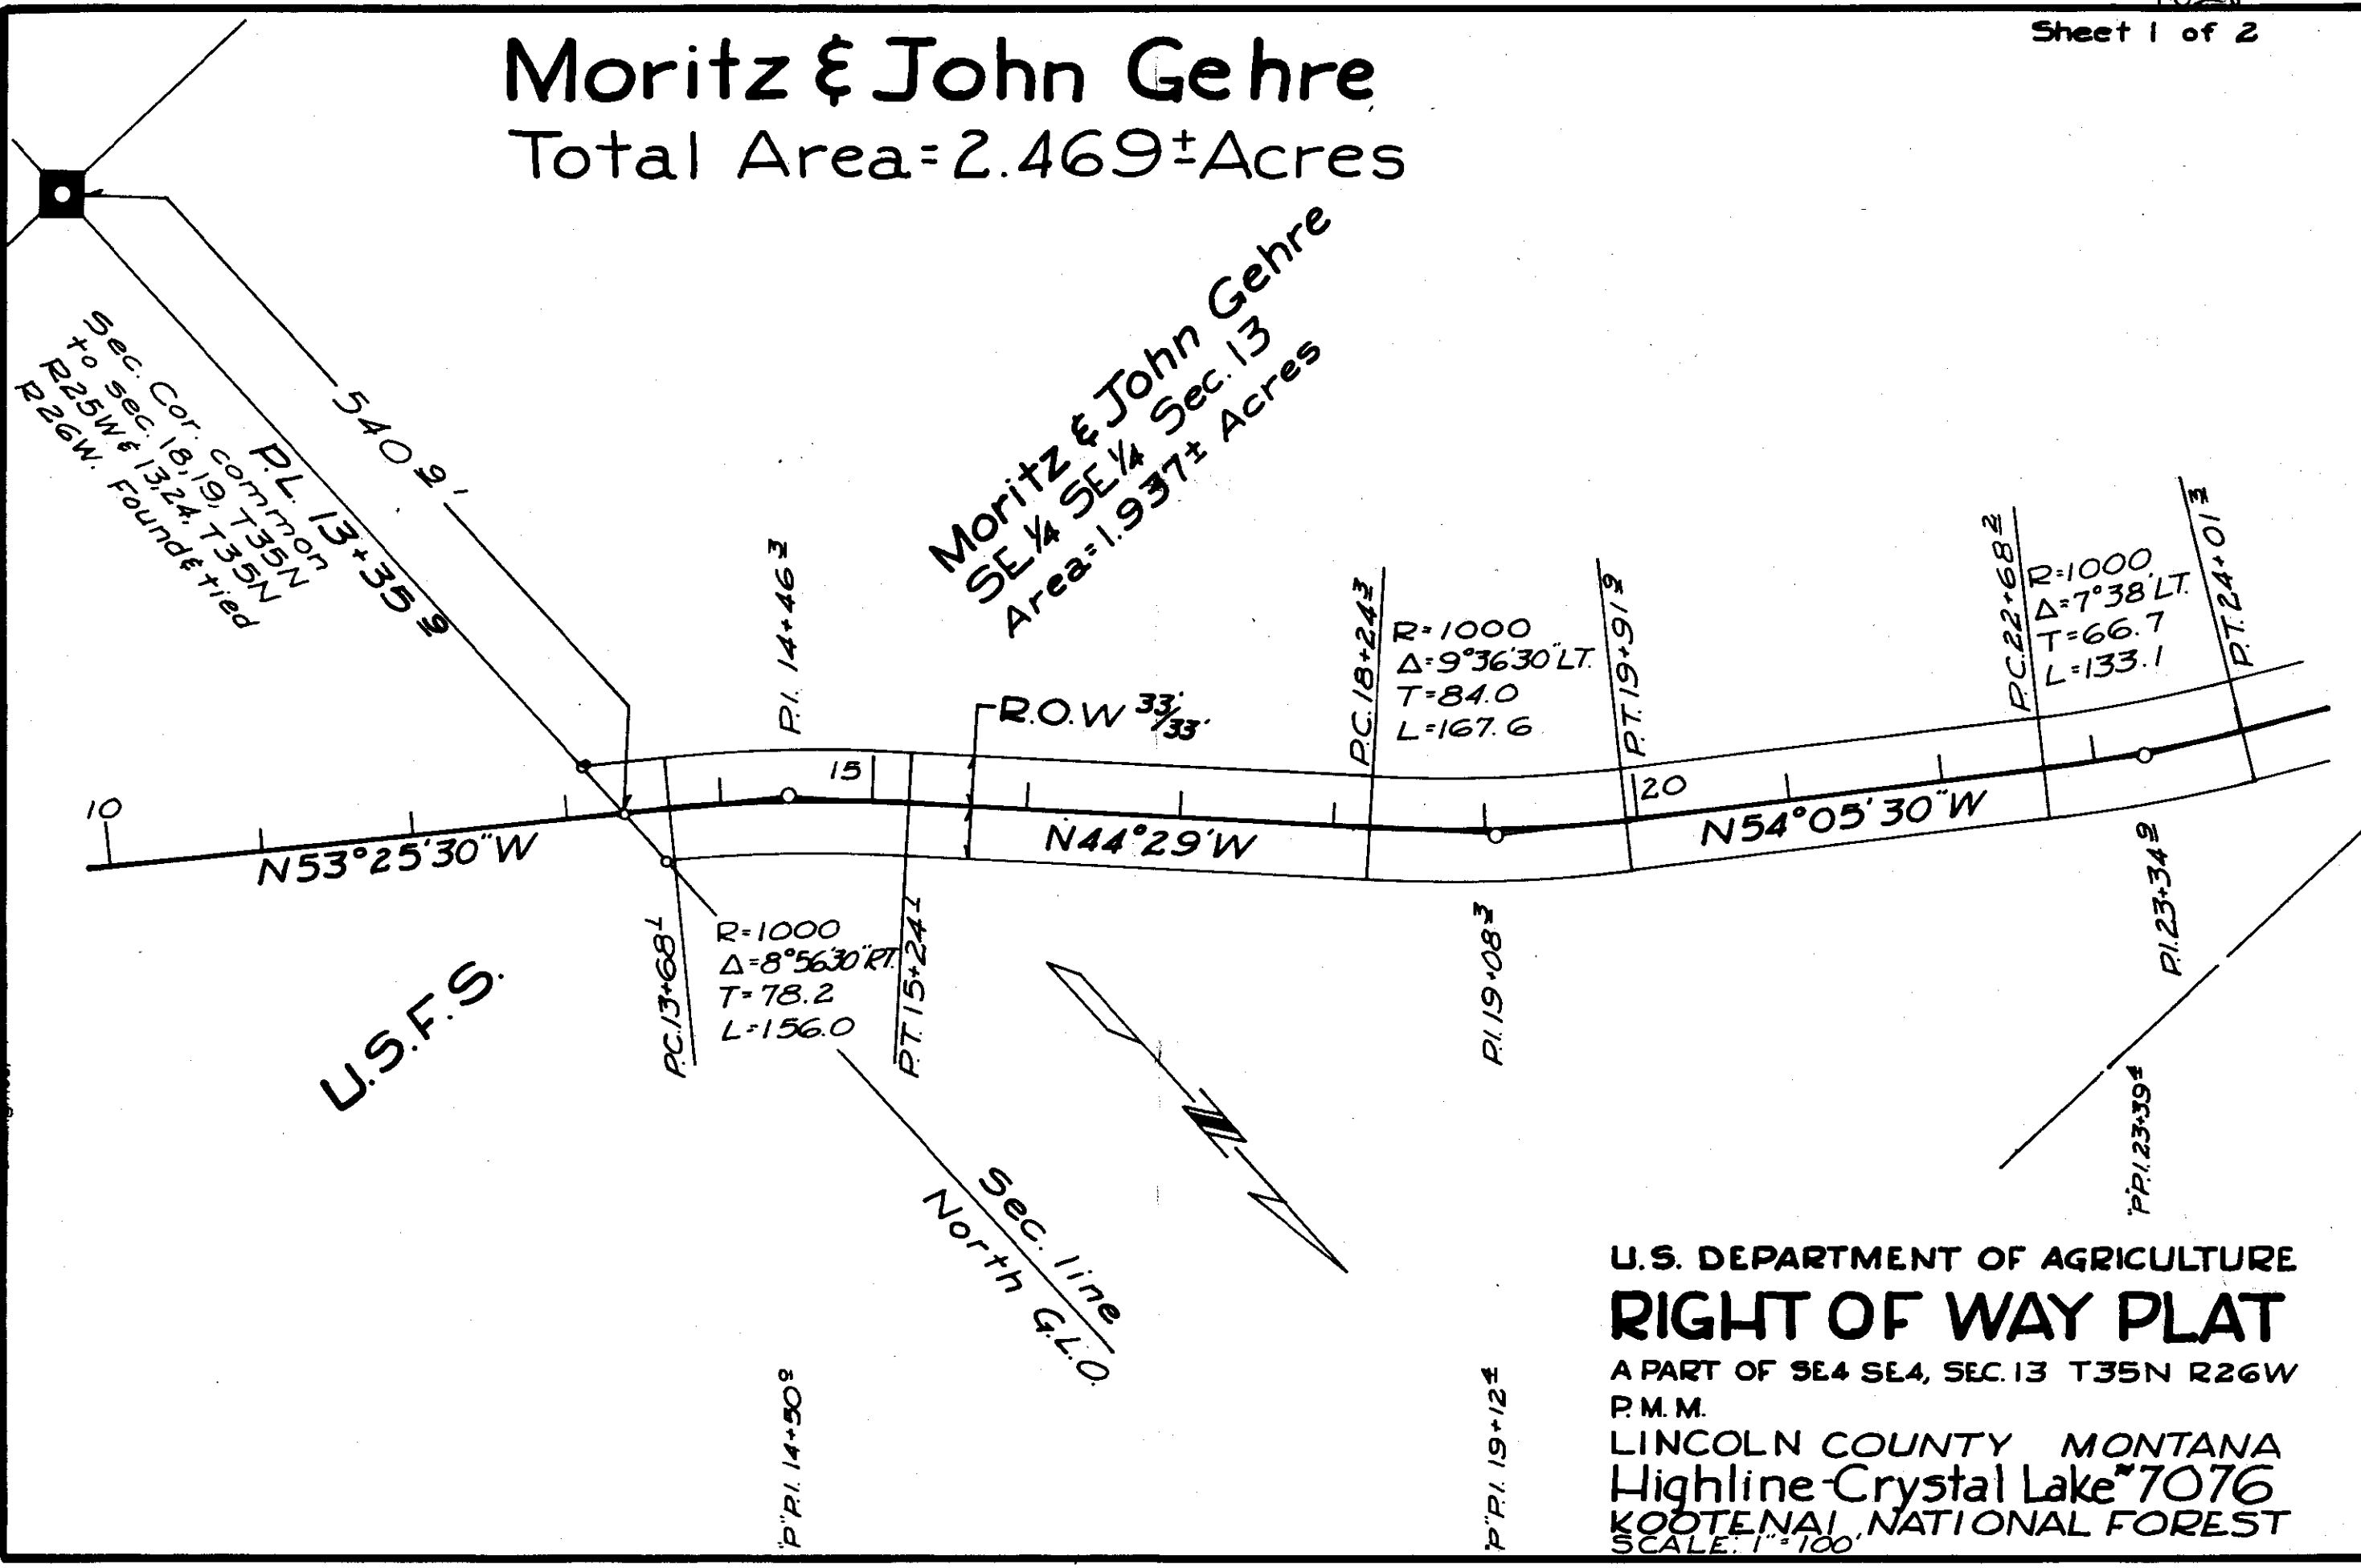 Sheet 1 of 2
Moritz & John Gehre
Total Area=2.469±Acres
Sec. Cor. common
to sec. 18,19, T35N
R25W & 13,24, T35N
R26W. Found & tied
P.L. 13+35.9
540.2'
Moritz & John Gehre
SE 1/4 SE 1/4 Sec. 13
Area=1.937± Acres
P.I. 14+46.3
R.O.W 33'/33'
P.C. 18+24.3
R=1000
Δ=9°36'30"LT.
T=84.0
L=167.6
P.T. 19+91.9
P.C. 22+68.2
R=1000
Δ=7°38'LT.
T=66.7
L=133.1
P.T. 24+01.3
10
15
20
N53°25'30"W
N44°29'W
N54°05'30"W
U.S.F.S.
P.C. 13+68.1
R=1000
Δ=8°56'30"RT.
T=78.2
L=156.0
P.T. 15+24.1
P.I. 19+08.3
P.I. 23+34.9
N
Sec. line
North G.L.O.
"P"P.I. 14+50.0
"P"P.I. 19+12.4
"P"P.I. 23+39.4
U.S. DEPARTMENT OF AGRICULTURE
RIGHT OF WAY PLAT
A PART OF SE4 SE4, SEC. 13 T35N R26W
P.M.M.
LINCOLN COUNTY MONTANA
Highline-Crystal Lake #7076
KOOTENAI NATIONAL FOREST
SCALE: 1"=100'